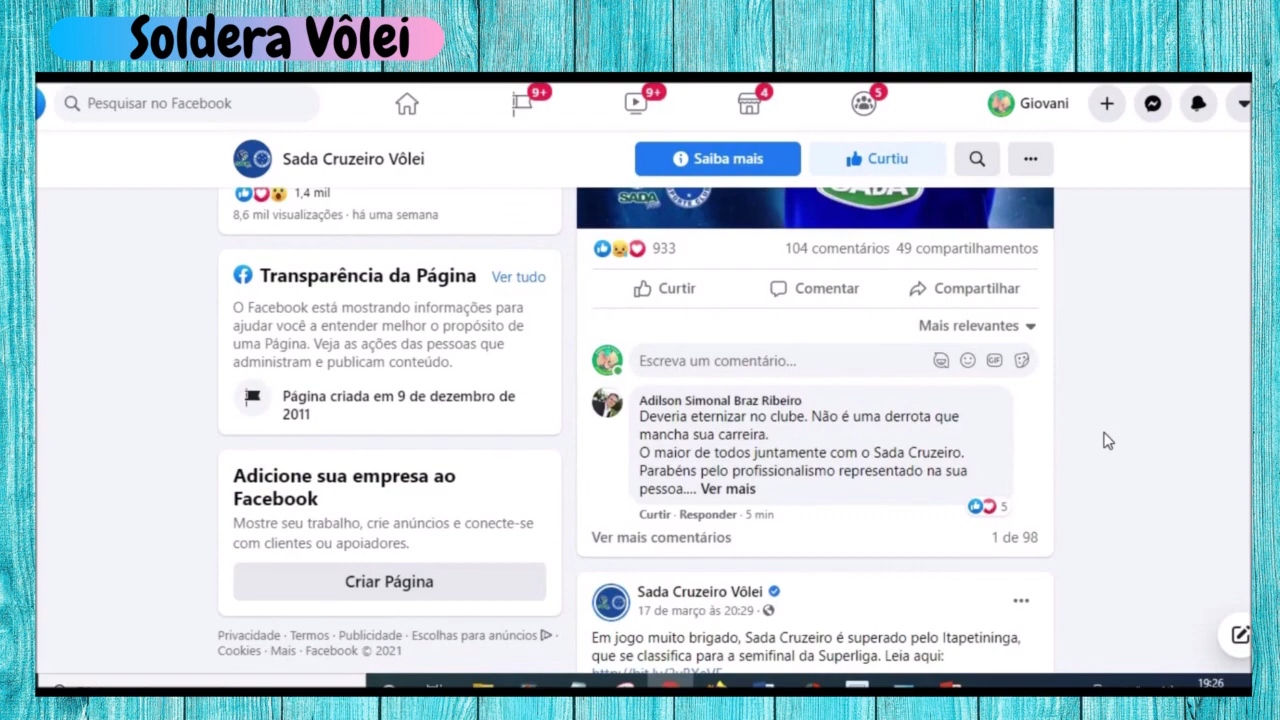 Soldera Vôlei
Pesquisar no Facebook
9+
9+
4
5
Giovani
Sada Cruzeiro Vôlei
Saiba mais
Curtiu
1,4 mil
8,6 mil visualizações · há uma semana
Transparência da Página
Ver tudo
O Facebook está mostrando informações para
ajudar você a entender melhor o propósito de
uma Página. Veja as ações das pessoas que
administram e publicam conteúdo.
Página criada em 9 de dezembro de
2011
Adicione sua empresa ao
Facebook
Mostre seu trabalho, crie anúncios e conecte-se
com clientes ou apoiadores.
Criar Página
Privacidade · Termos · Publicidade · Escolhas para anúncios ·
Cookies · Mais · Facebook © 2021
SADA
SADA
933
104 comentários 49 compartilhamentos
Curtir
Comentar
Compartilhar
Mais relevantes
Escreva um comentário...
GIF
Adilson Simonal Braz Ribeiro
Deveria eternizar no clube. Não é uma derrota que
mancha sua carreira.
O maior de todos juntamente com o Sada Cruzeiro.
Parabéns pelo profissionalismo representado na sua
pessoa.... Ver mais
5
Curtir · Responder · 5 min
Ver mais comentários
1 de 98
Sada Cruzeiro Vôlei
17 de março às 20:29 ·
Em jogo muito brigado, Sada Cruzeiro é superado pelo Itapetininga,
que se classifica para a semifinal da Superliga. Leia aqui:
19:26